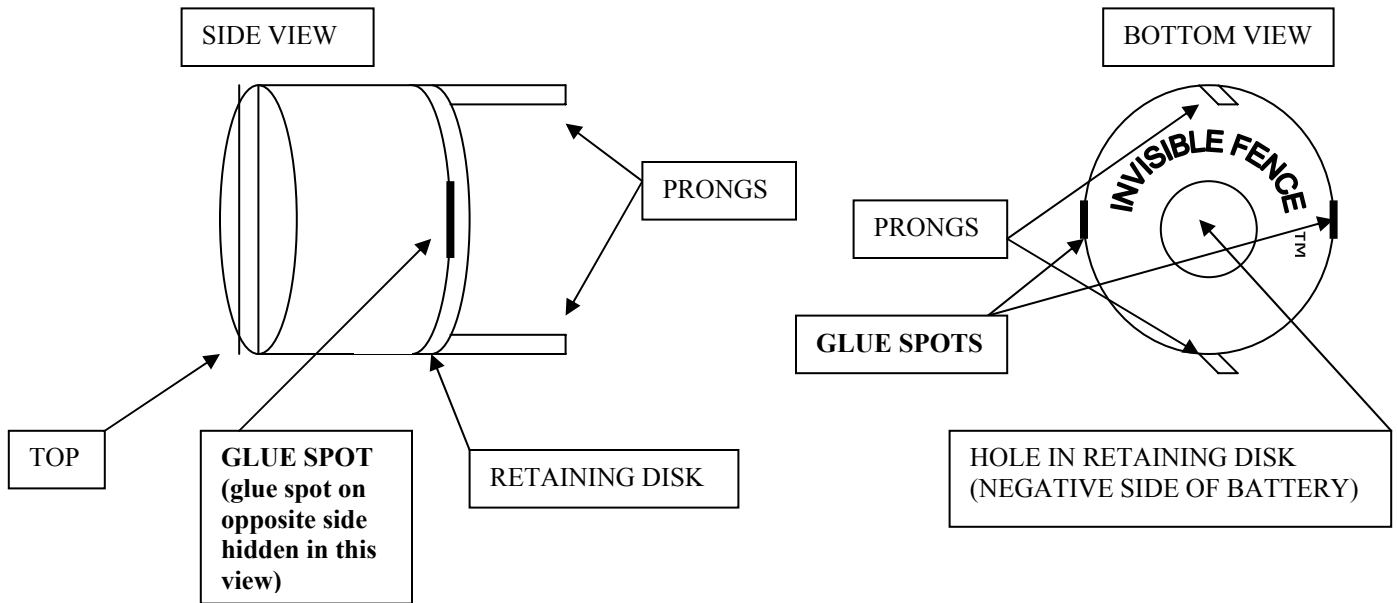 SIDE VIEW
BOTTOM VIEW
INVISIBLE FENCE
TM
PRONGS
PRONGS
GLUE SPOTS
TOP
GLUE SPOT
(glue spot on
opposite side
hidden in this
view)
RETAINING DISK
HOLE IN RETAINING DISK
(NEGATIVE SIDE OF BATTERY)